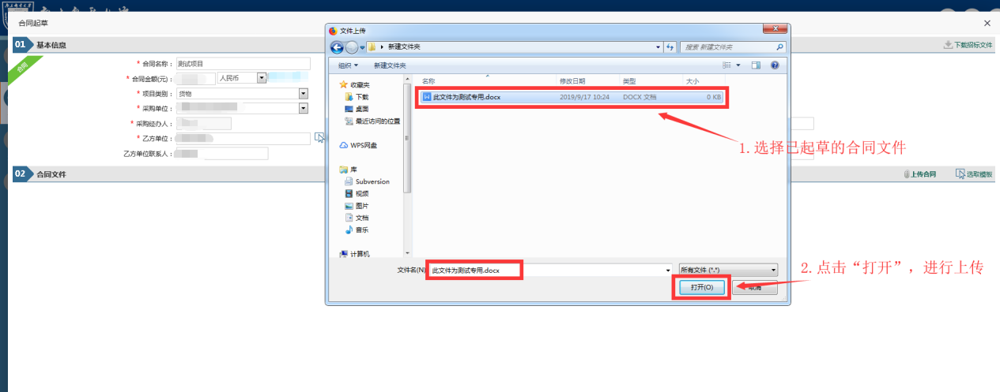 合同起草
01 基本信息
下载招标文件
合同
* 合同名称： 测试项目
* 合同金额(元)： 人民币
* 项目类别： 货物
* 采购单位：
* 采购经办人：
* 乙方单位：
乙方单位联系人：
02 合同文件
上传合同 选取模板
文件上传
新建文件夹
搜索 新建文件夹
组织 新建文件夹
收藏夹
下载
桌面
最近访问的位置
WPS网盘
库
Subversion
视频
图片
文档
音乐
计算机
名称 修改日期 类型 大小
此文件为测试专用.docx 2019/9/17 10:24 DOCX 文档 0 KB
1.选择已起草的合同文件
文件名(N) 此文件为测试专用.docx 所有文件 (*.*)
打开(O) 取消
2.点击“打开”，进行上传